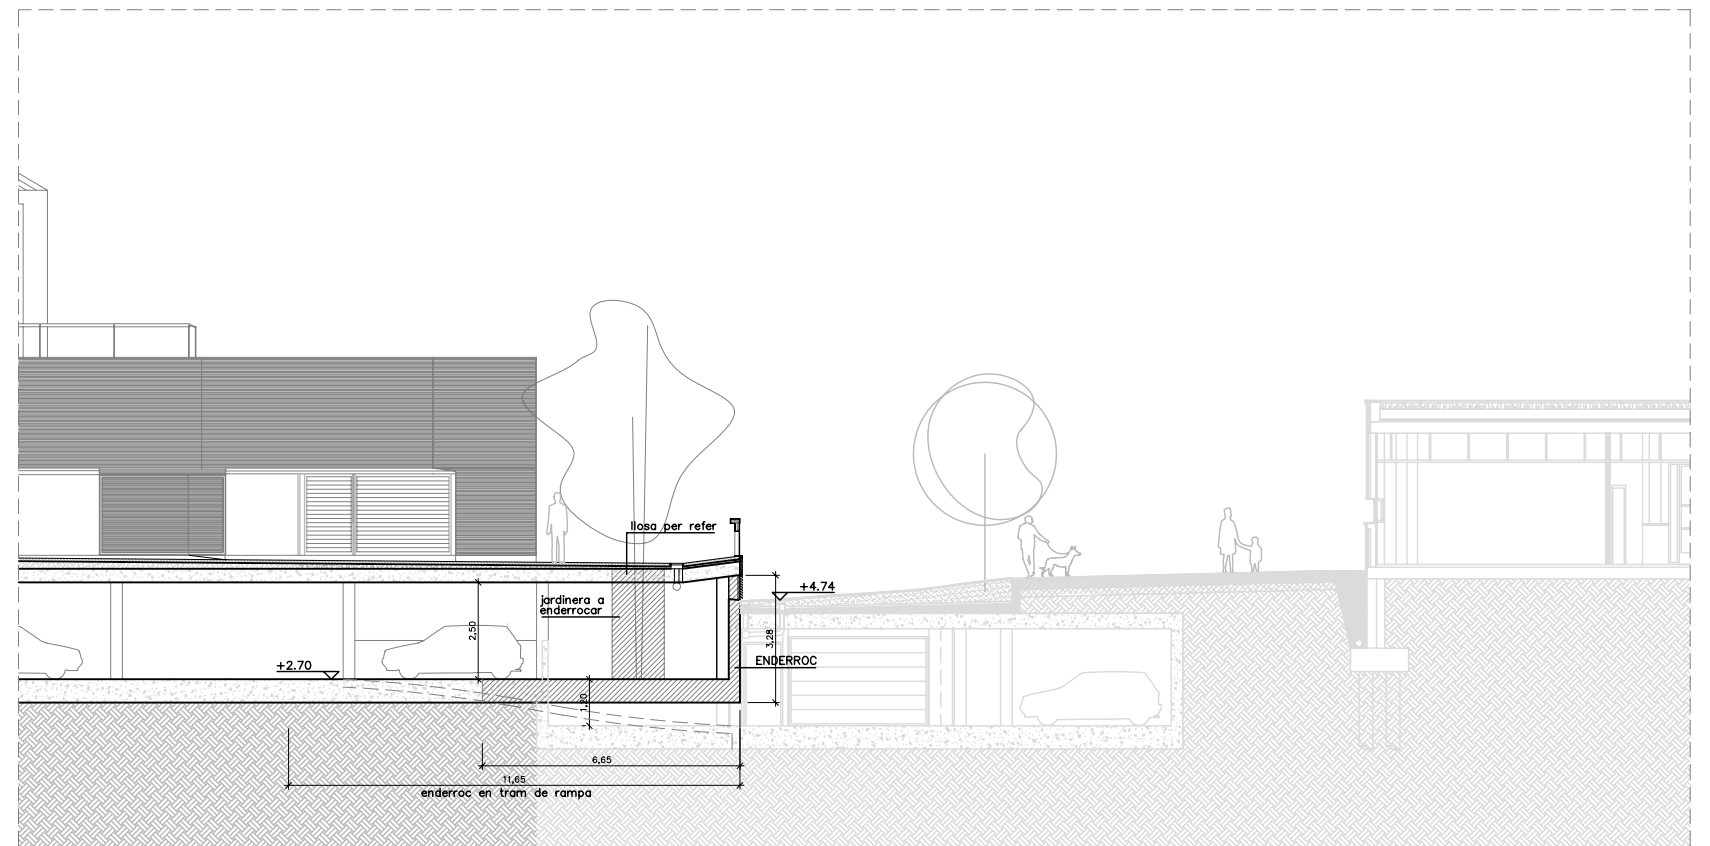 llosa per refer
+4.74
jardinera a
enderrocar
2,50
3,28
+2.70
ENDERROC
1,20
6,65
11,65
enderroc en tram de rampa